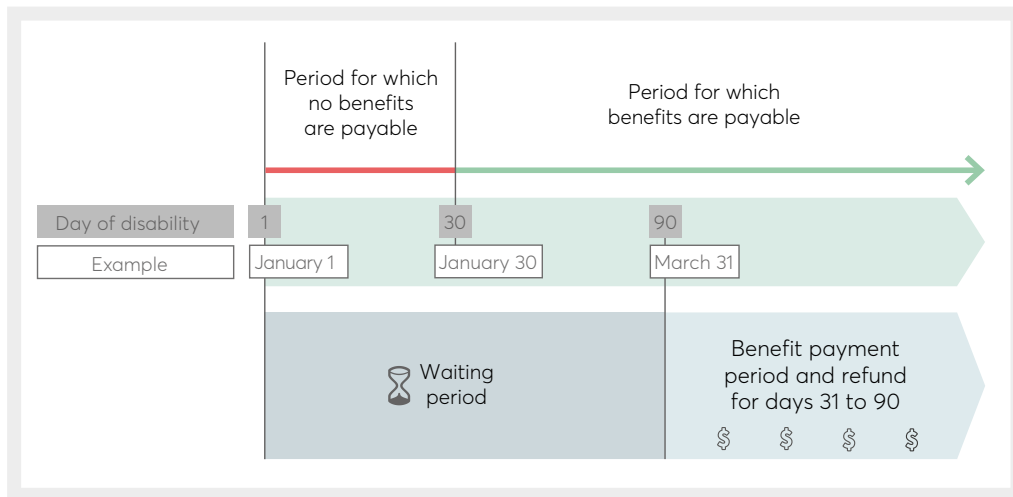 Period for which
no benefits
are payable
Period for which
benefits are payable
Day of disability
1
30
90
Example
January 1
January 30
March 31
Waiting
period
Benefit payment
period and refund
for days 31 to 90
$ $ $ $